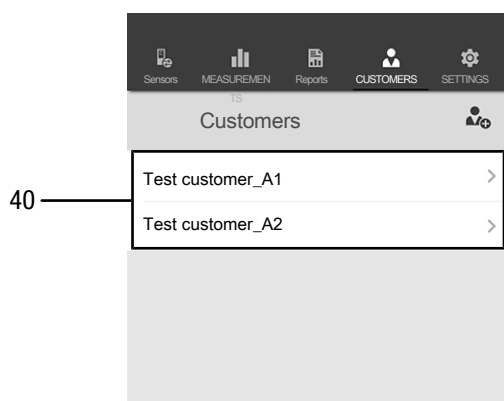 Sensors MEASUREMEN Reports CUSTOMERS SETTINGS
TS
Customers
Test customer_A1
40
Test customer_A2